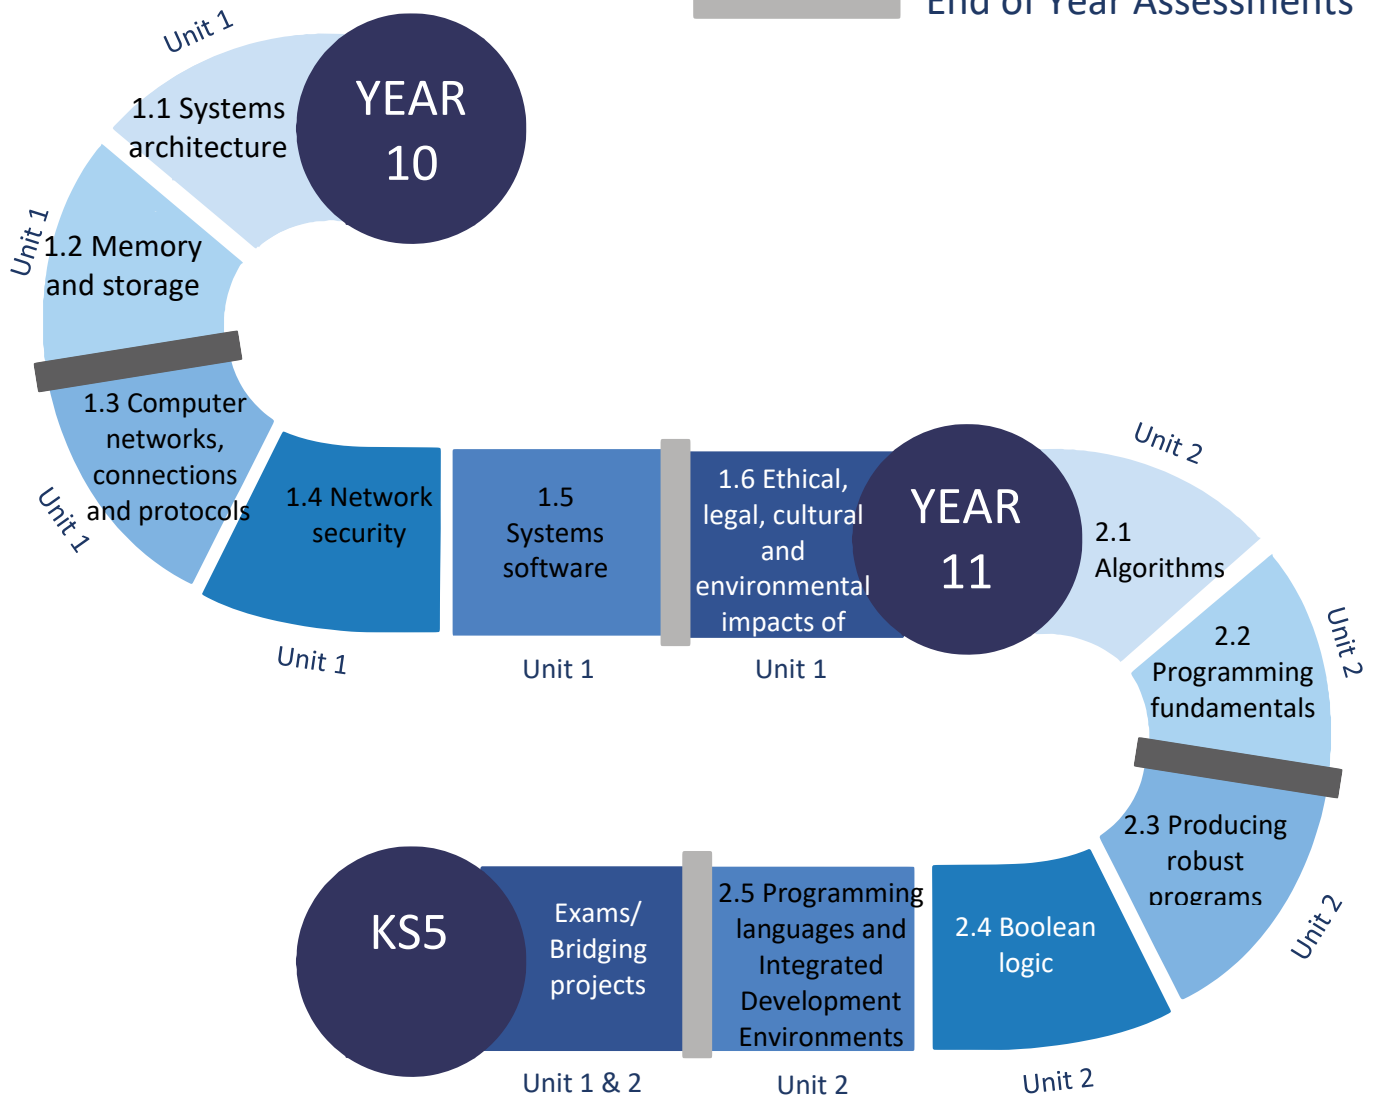 End of Year Assessments
Unit 1
YEAR
10
1.1 Systems
architecture
Unit 1
1.2 Memory
and storage
1.3 Computer
networks,
connections
and protocols
Unit 1
1.4 Network
security
Unit 1
1.5
Systems
software
Unit 1
1.6 Ethical,
legal, cultural
and
environmental
impacts of
Unit 1
YEAR
11
Unit 2
2.1
Algorithms
2.2
Programming
fundamentals
Unit 2
2.3 Producing
robust
programs
Unit 2
2.4 Boolean
logic
Unit 2
2.5 Programming
languages and
Integrated
Development
Environments
Unit 2
Exams/
Bridging
projects
Unit 1 & 2
KS5